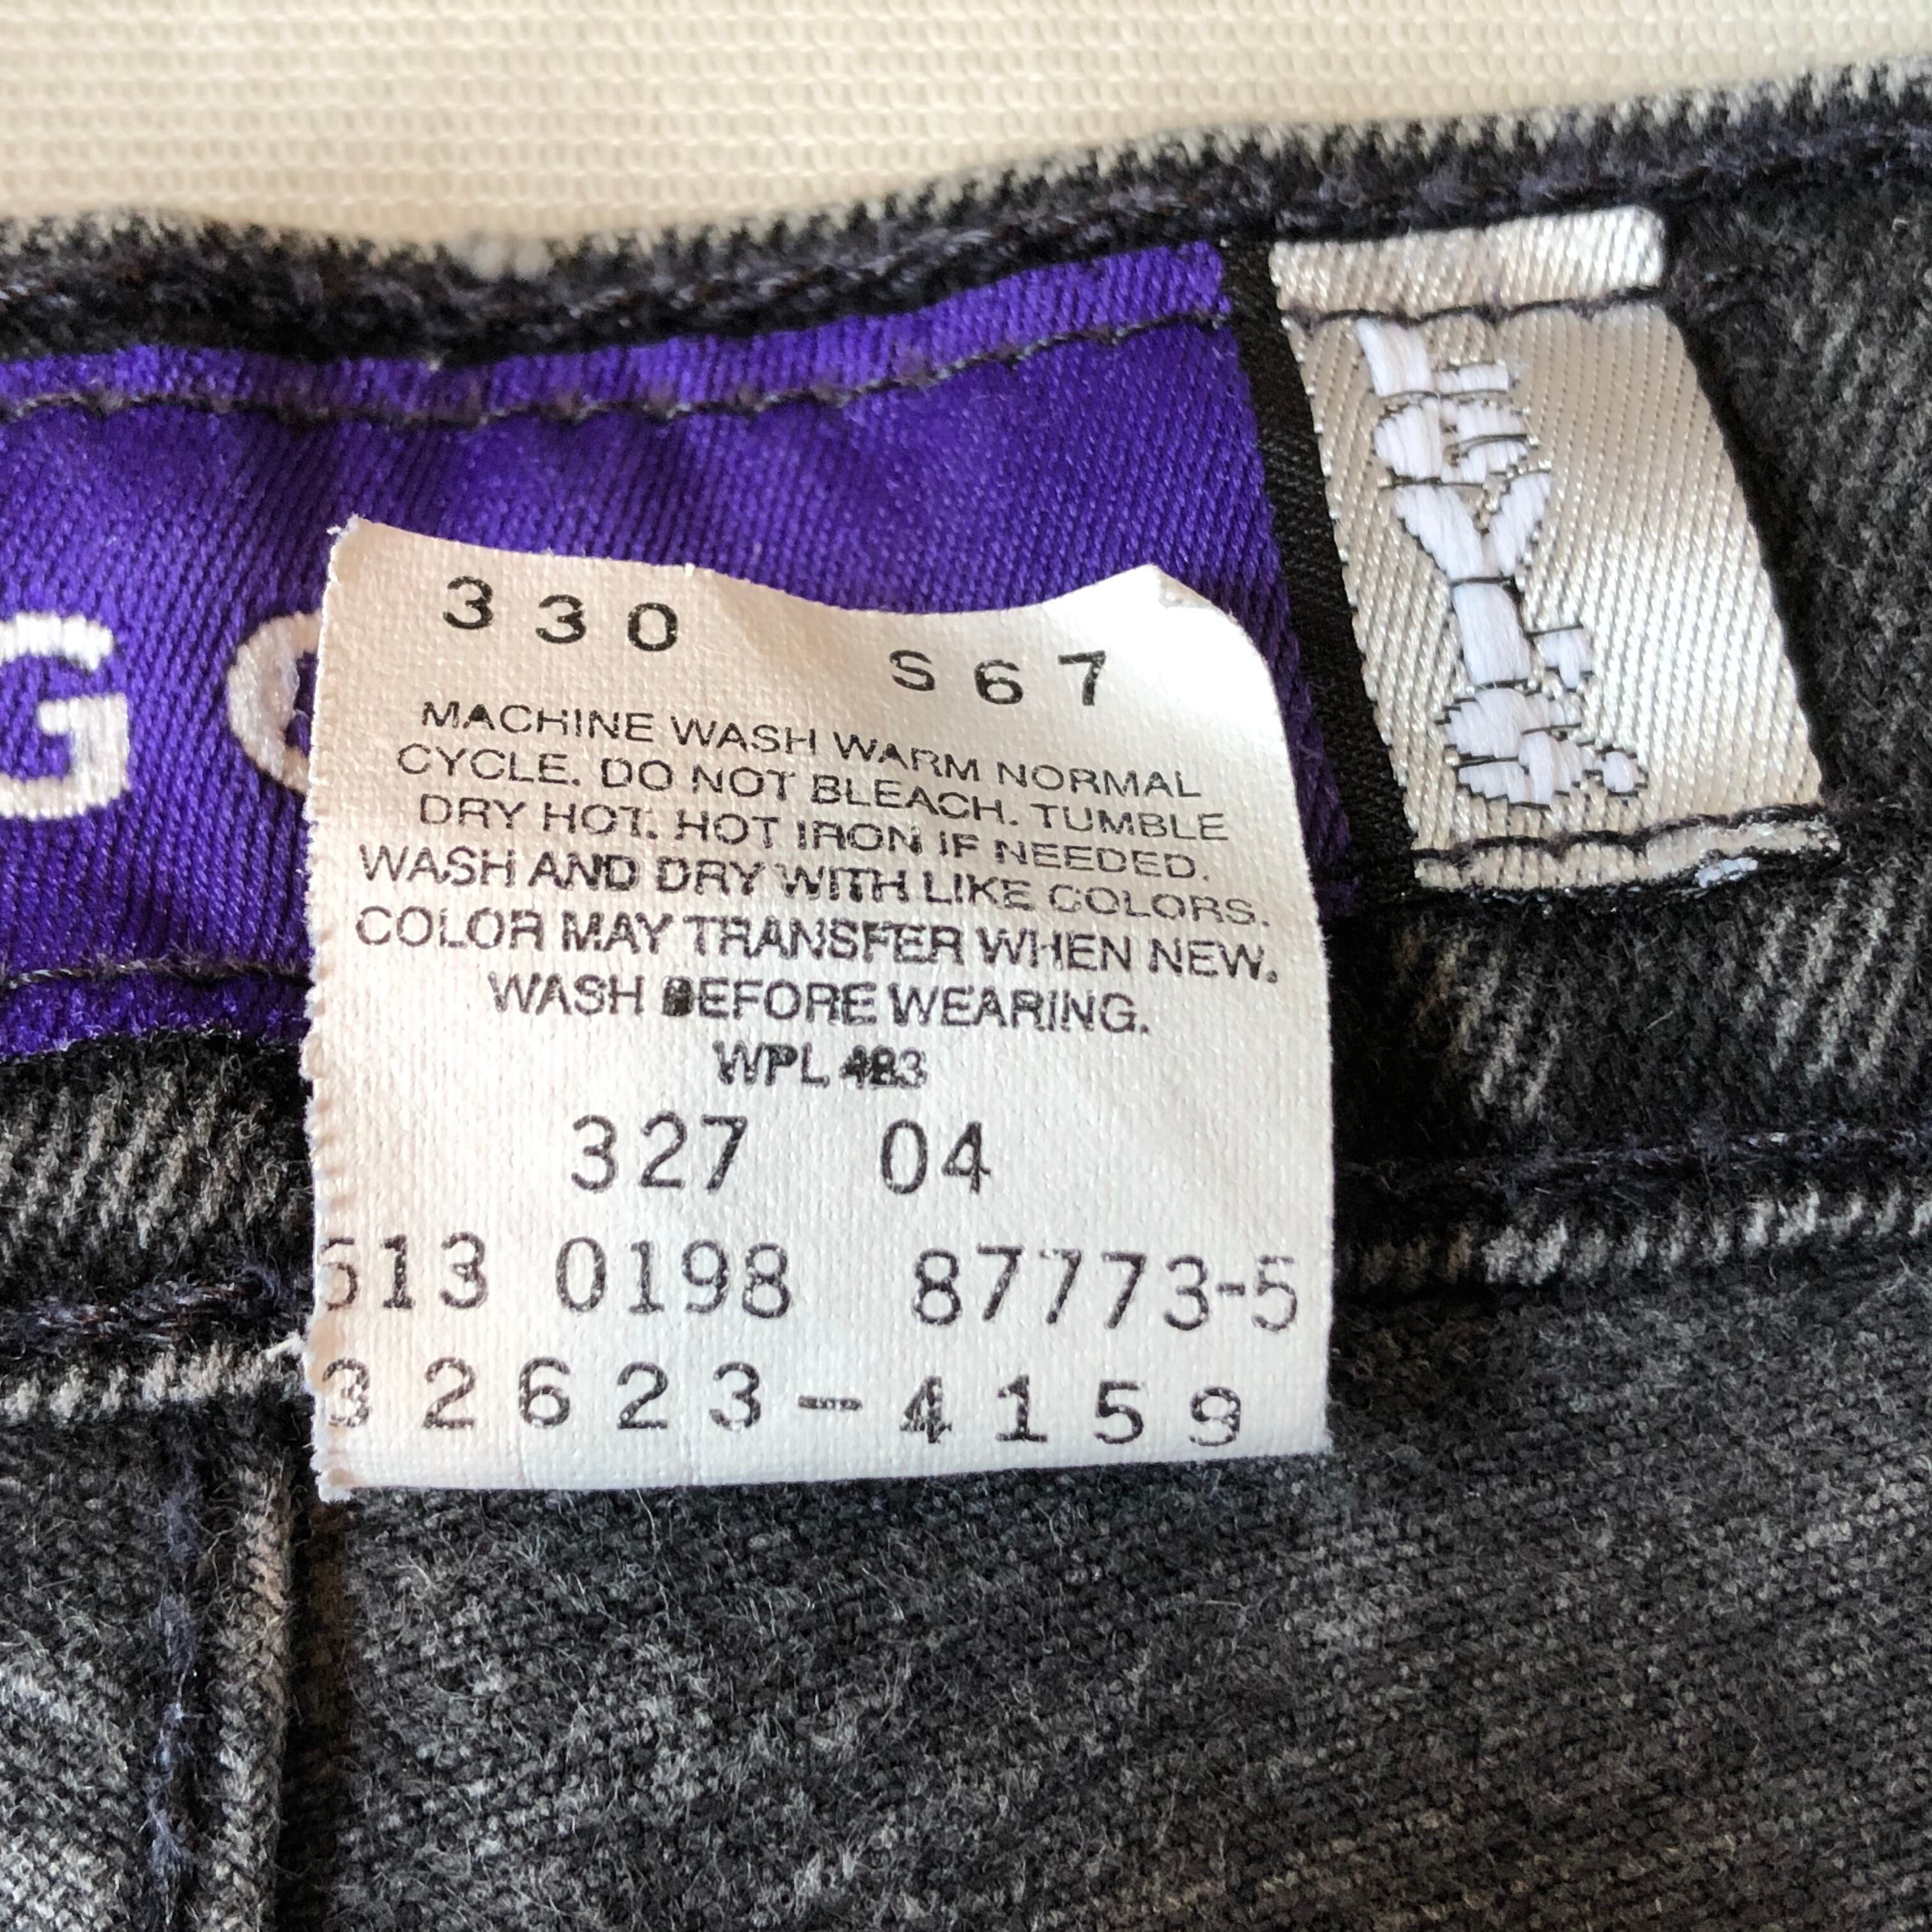 G
LEVI'S
330 S67
MACHINE WASH WARM NORMAL
CYCLE. DO NOT BLEACH. TUMBLE
DRY HOT. HOT IRON IF NEEDED.
WASH AND DRY WITH LIKE COLORS.
COLOR MAY TRANSFER WHEN NEW.
WASH BEFORE WEARING.
WPL 423
327 04
513 0198 87773-5
32623-4159